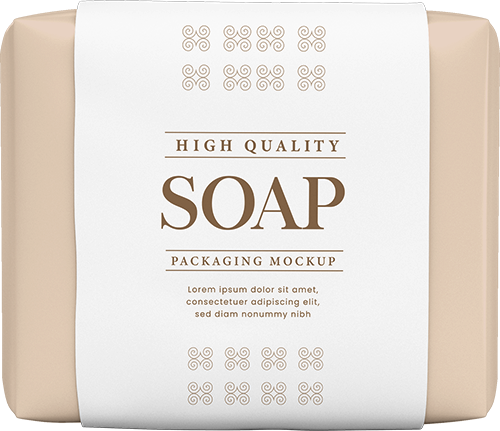 HIGH QUALITY
SOAP
PACKAGING MOCKUP
Lorem ipsum dolor sit amet,
consectetuer adipiscing elit,
sed diam nonummy nibh